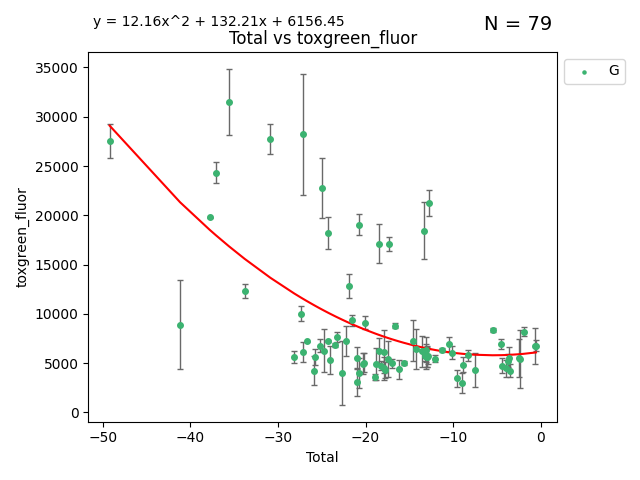 y = 12.16x^2 + 132.21x + 6156.45
N = 79
Total vs toxgreen_fluor
G
35000
30000
25000
20000
15000
10000
5000
0
toxgreen_fluor
−50 −40 −30 −20 −10 0
Total